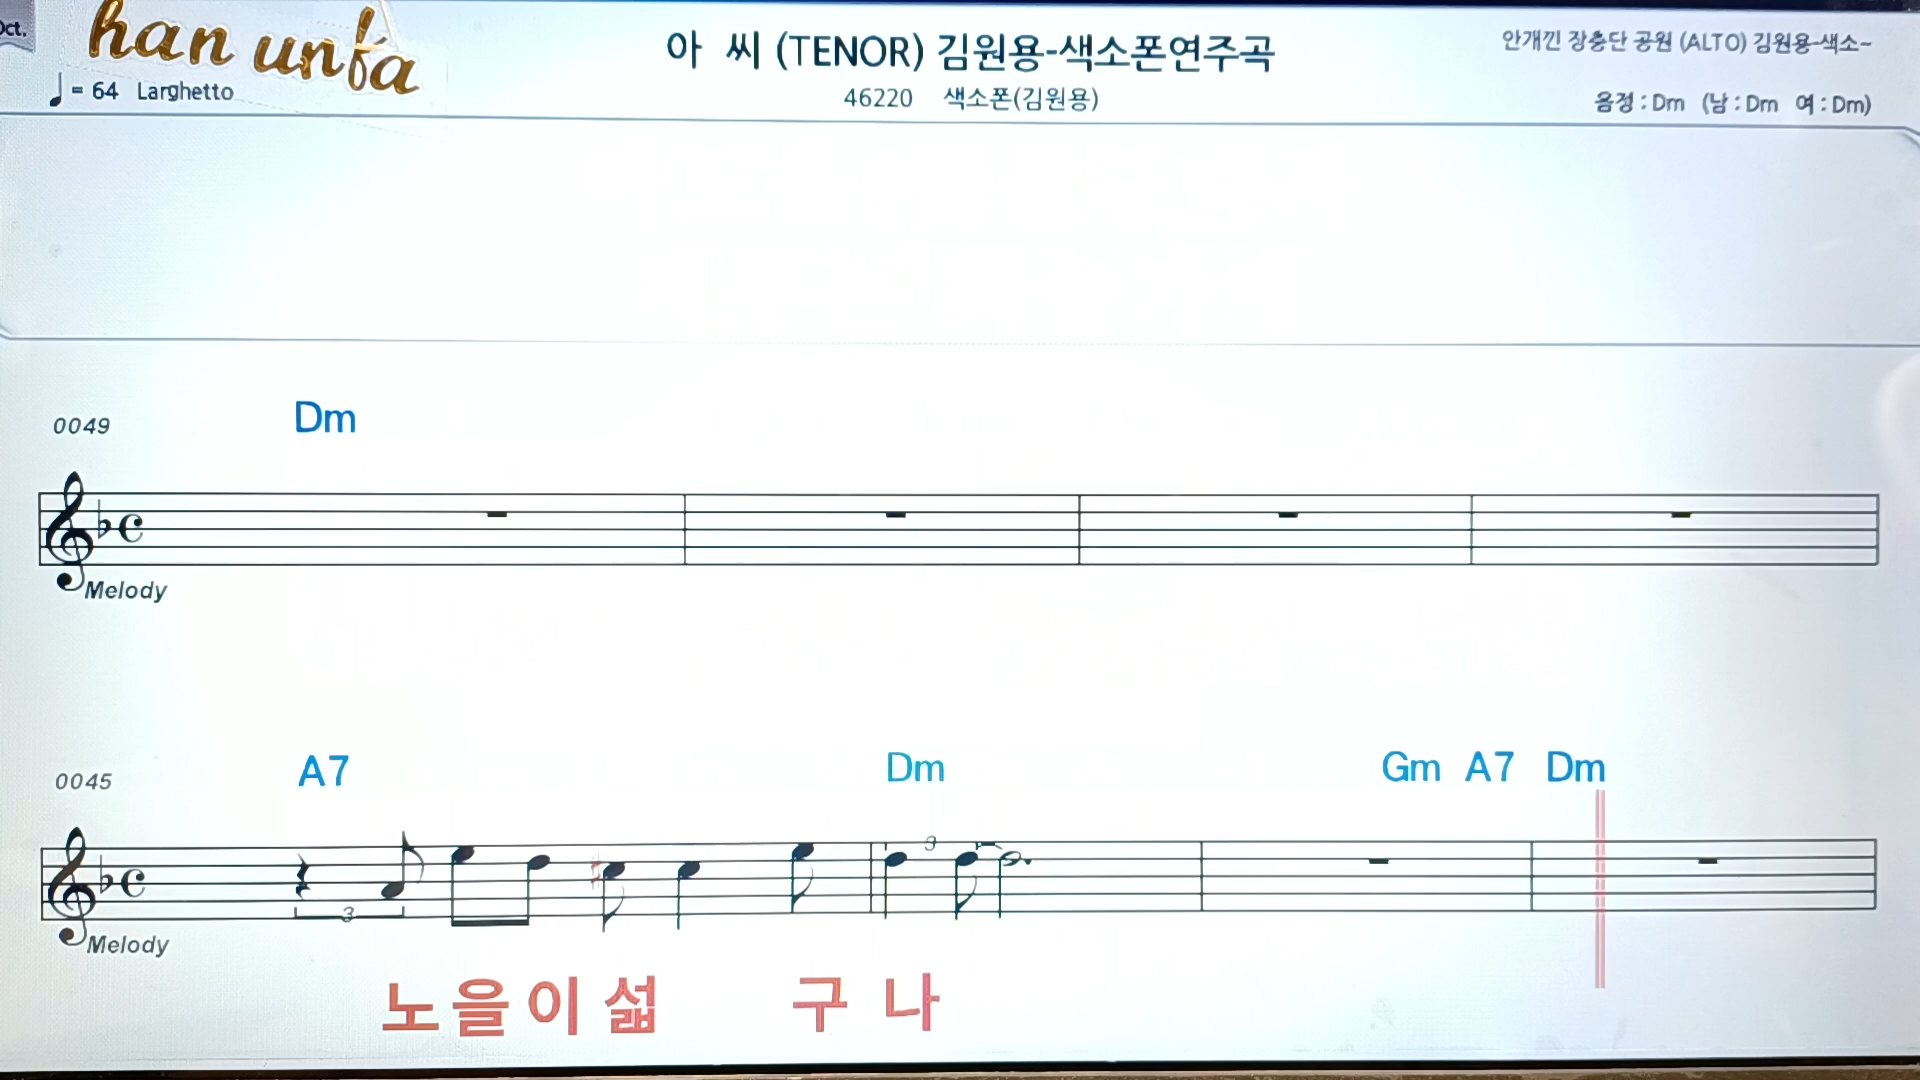 Oct.
han unfa
아 씨 (TENOR) 김원용-색소폰연주곡
안개낀 장충단 공원 (ALTO) 김원용-색소~
♩ = 64 Larghetto
46220 색소폰(김원용)
음정 : Dm (남 : Dm 여 : Dm)
0049 Dm
Melody
0045 A7 Dm Gm A7 Dm
3 3
Melody
노 을 이 섧 구 나